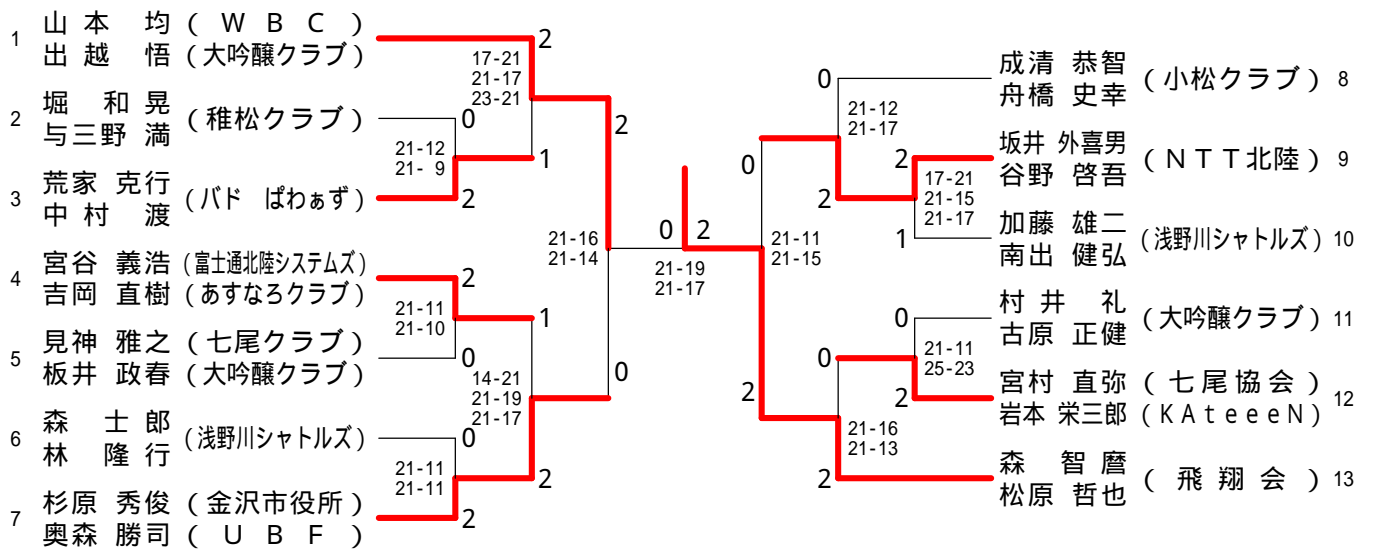 1 山本 均 ( W B C )
出越 悟 (大吟醸クラブ)
2
17-21
21-17
23-21
2 堀 和晃
与三野 満 (稚松クラブ)
0
21-12
21- 9
1
3 荒家 克行
中村 渡 (バド ぱわぁず)
2
2
4 宮谷 義浩 (富士通北陸システムズ)
吉岡 直樹 (あすなろクラブ)
2
21-11
21-10
1
5 見神 雅之 (七尾クラブ)
板井 政春 (大吟醸クラブ)
0
14-21
21-19
21-17
6 森 士郎
林 隆行 (浅野川シャトルズ)
0
21-11
21-11
2
7 杉原 秀俊 (金沢市役所)
奥森 勝司 ( U B F )
2
21-16
21-14
0
0 2
21-19
21-17
0
21-11
21-15
2
0 成清 恭智
舟橋 史幸 (小松クラブ) 8
21-12
21-17
2
2 坂井 外喜男
谷野 啓吾 (NTT北陸) 9
17-21
21-15
21-17
1 加藤 雄二
南出 健弘 (浅野川シャトルズ) 10
0 村井 礼
古原 正健 (大吟醸クラブ) 11
0
21-11
25-23
2 宮村 直弥 (七尾協会) 12
岩本 栄三郎 (KAteeeN)
21-16
21-13
2 森 智麿
松原 哲也 ( 飛翔会 ) 13